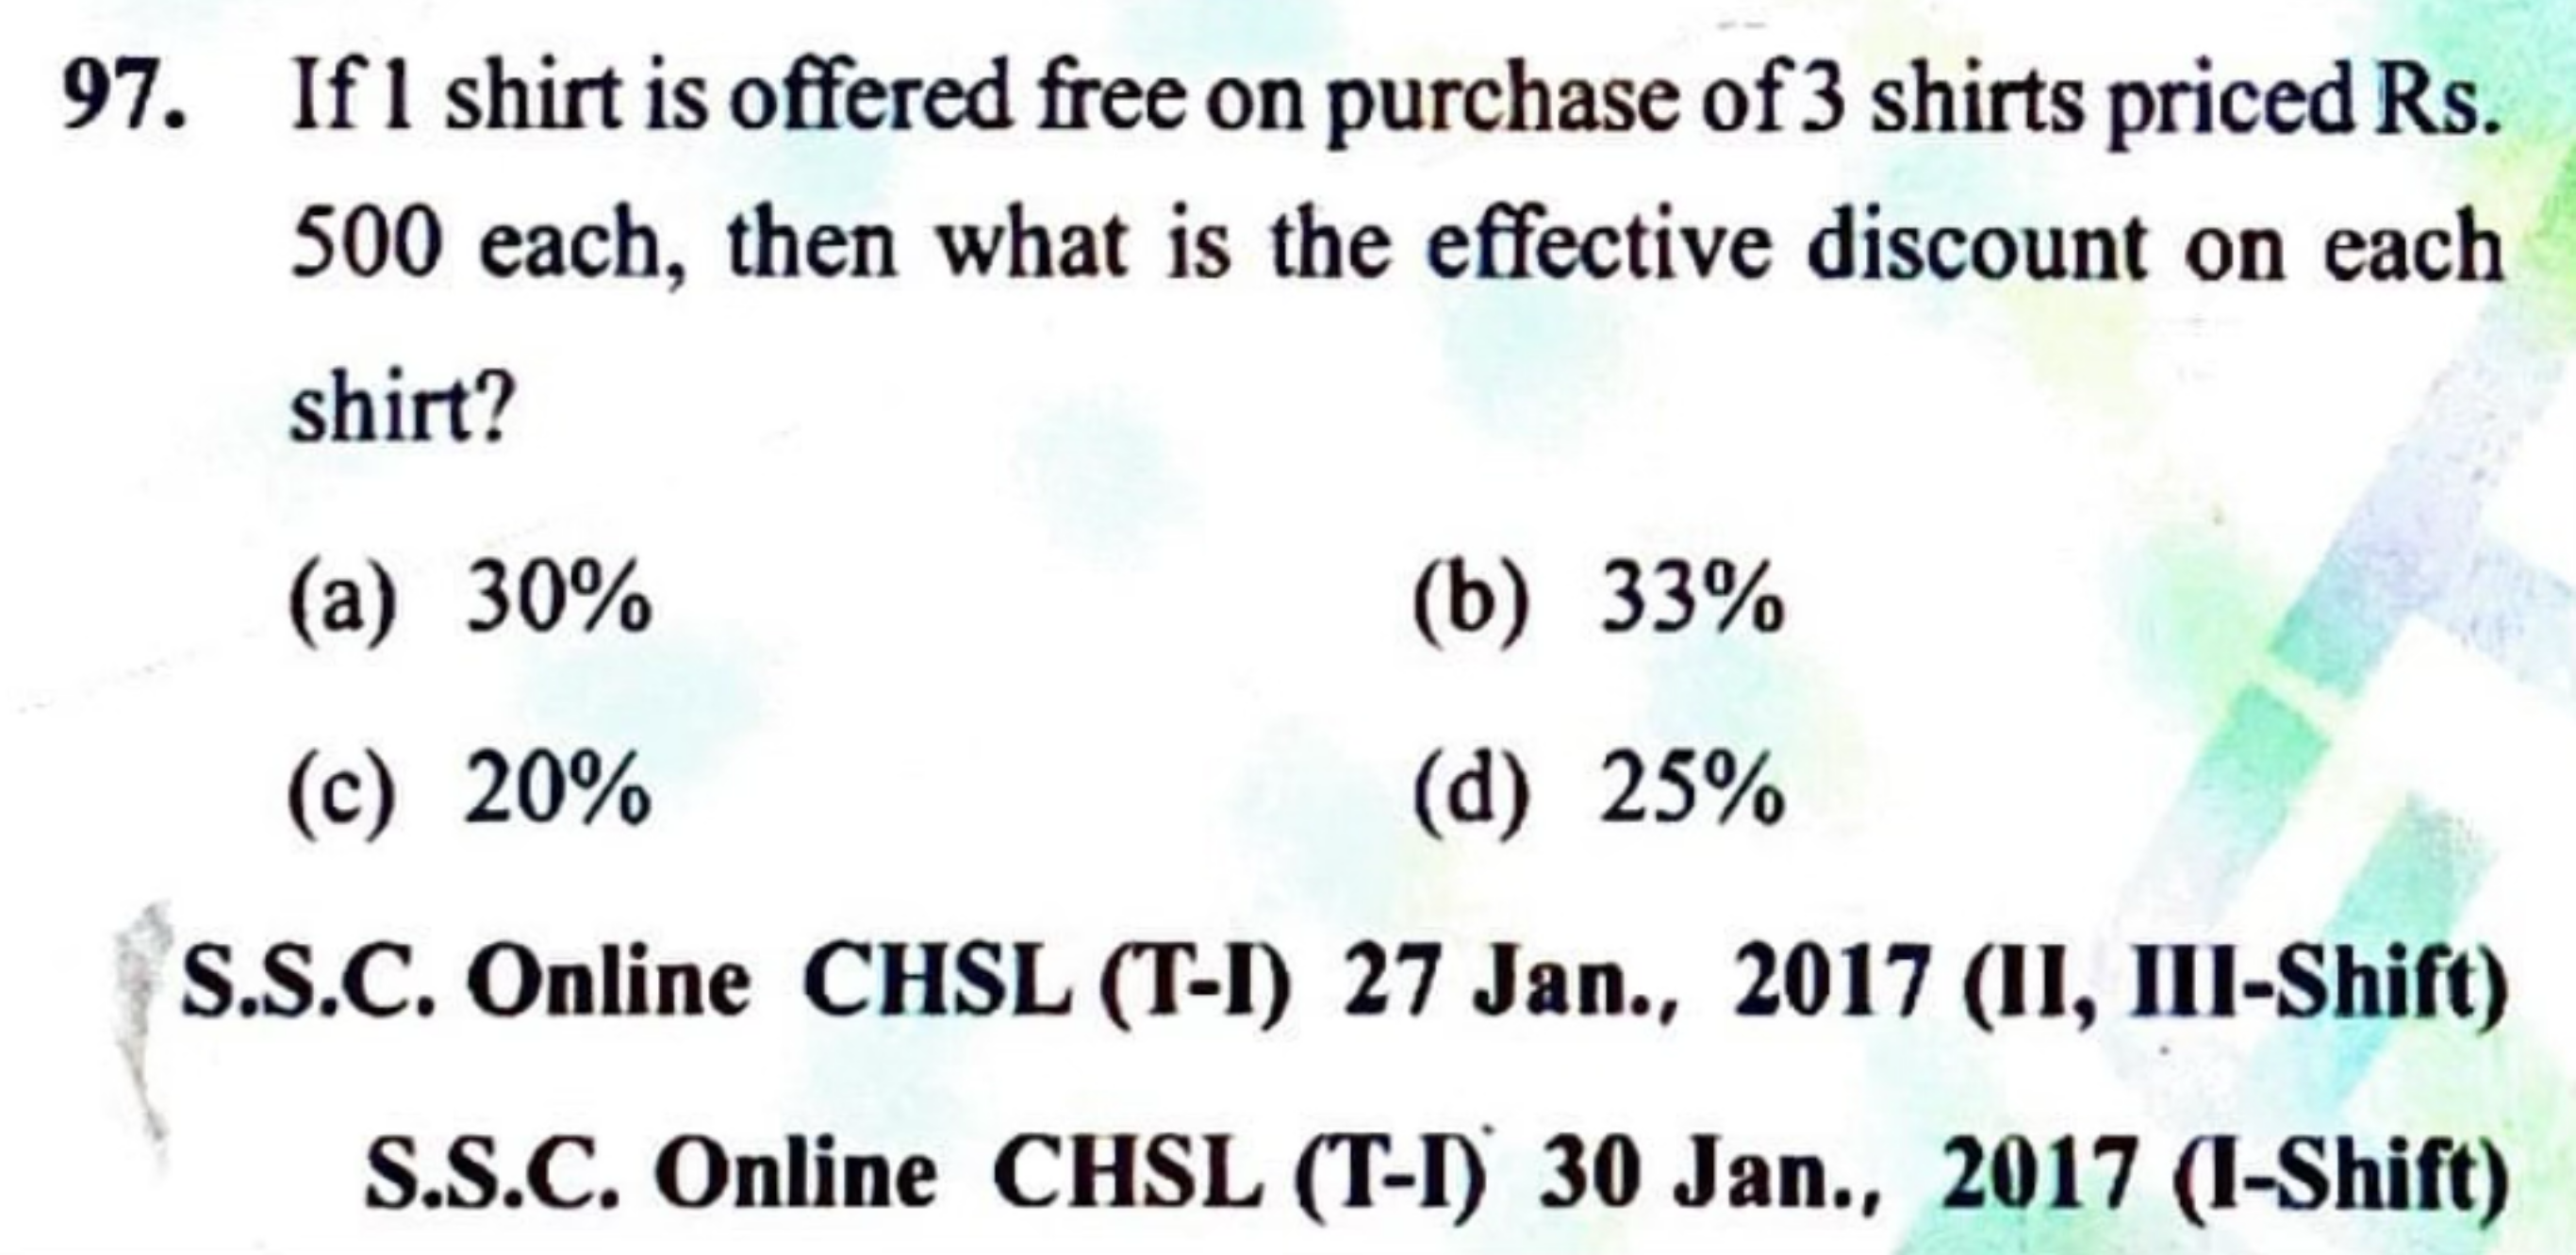 97. If 1 shirt is offered free on purchase of 3 shirts priced Rs.
500 each, then what is the effective discount on each
shirt?
(a) 30% (b) 33%
(c) 20% (d) 25%
S.S.C. Online CHSL (T-I) 27 Jan., 2017 (II, III-Shift)
S.S.C. Online CHSL (T-I) 30 Jan., 2017 (I-Shift)